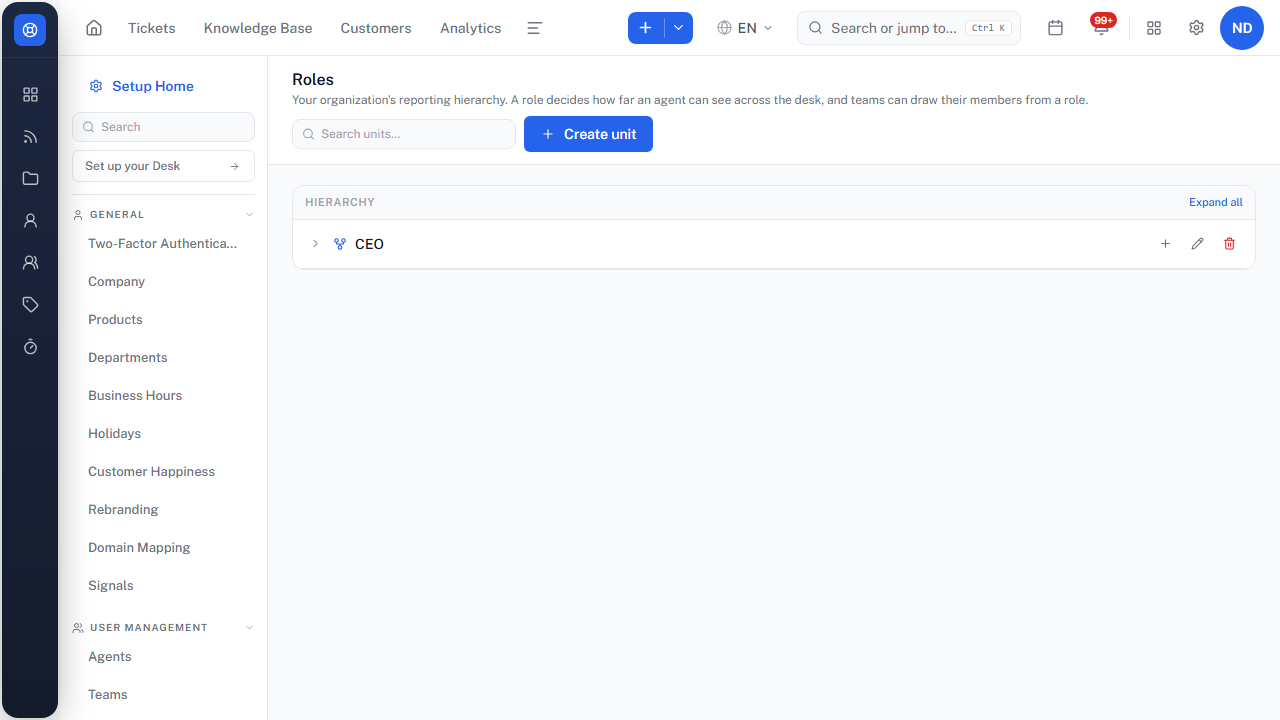 Tickets
Knowledge Base
Customers
Analytics
EN
Search or jump to...
Ctrl K
99+
ND
Setup Home
Search
Set up your Desk
GENERAL
Two-Factor Authentica...
Company
Products
Departments
Business Hours
Holidays
Customer Happiness
Rebranding
Domain Mapping
Signals
USER MANAGEMENT
Agents
Teams
Roles
Your organization's reporting hierarchy. A role decides how far an agent can see across the desk, and teams can draw their members from a role.
Search units...
Create unit
HIERARCHY
Expand all
CEO